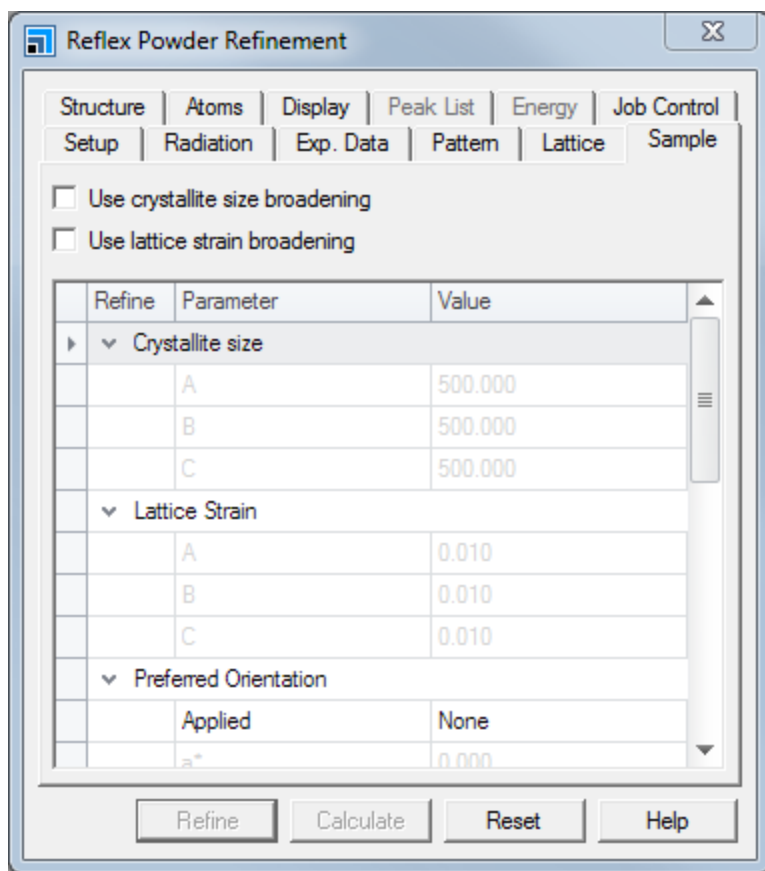 Reflex Powder Refinement
Structure Atoms Display Peak List Energy Job Control
Setup Radiation Exp. Data Pattern Lattice Sample
Use crystallite size broadening
Use lattice strain broadening
Refine Parameter Value
Crystallite size
A 500.000
B 500.000
C 500.000
Lattice Strain
A 0.010
B 0.010
C 0.010
Preferred Orientation
Applied None
a* 0.000
Refine Calculate Reset Help